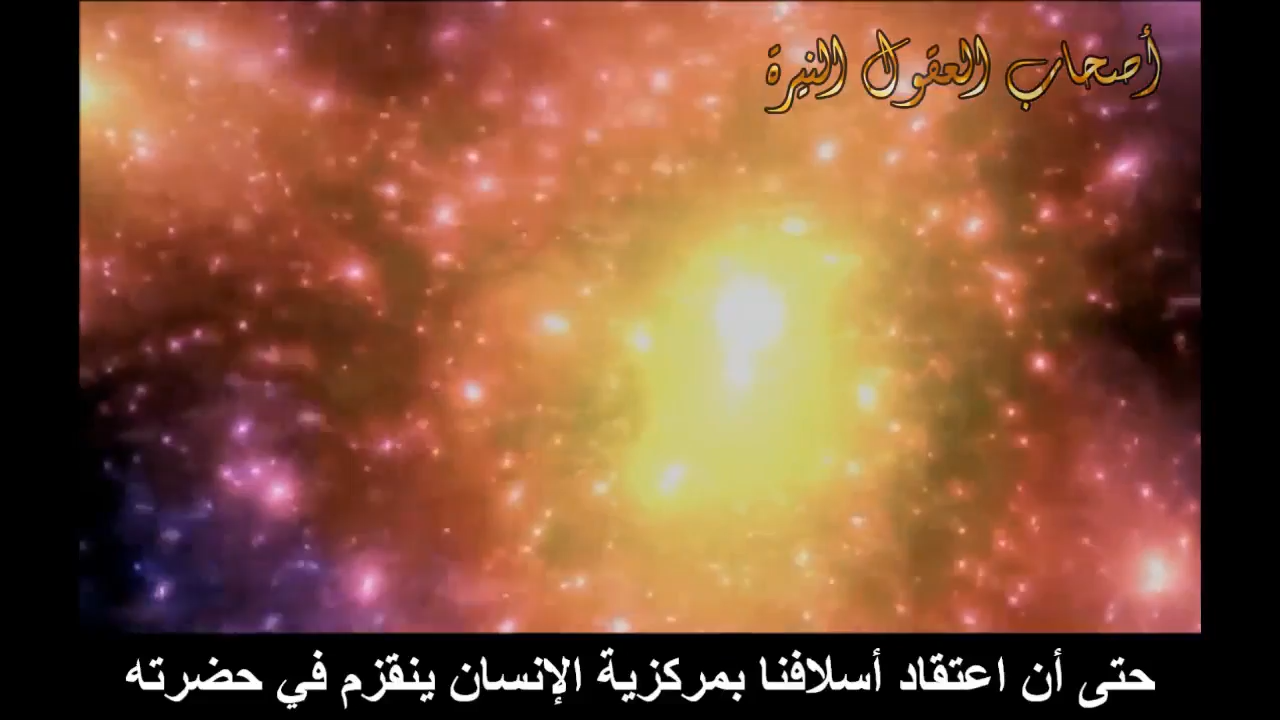 أصحاب العقول النيرة
حتى أن اعتقاد أسلافنا بمركزية الإنسان ينقزم في حضرته